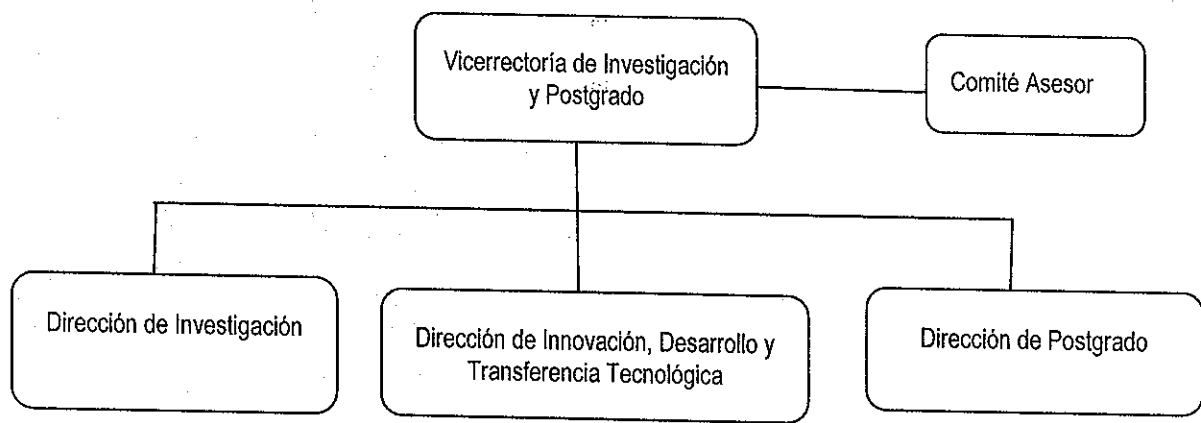 Vicerrectoría de Investigación
y Postgrado
Comité Asesor
Dirección de Investigación
Dirección de Innovación, Desarrollo y
Transferencia Tecnológica
Dirección de Postgrado